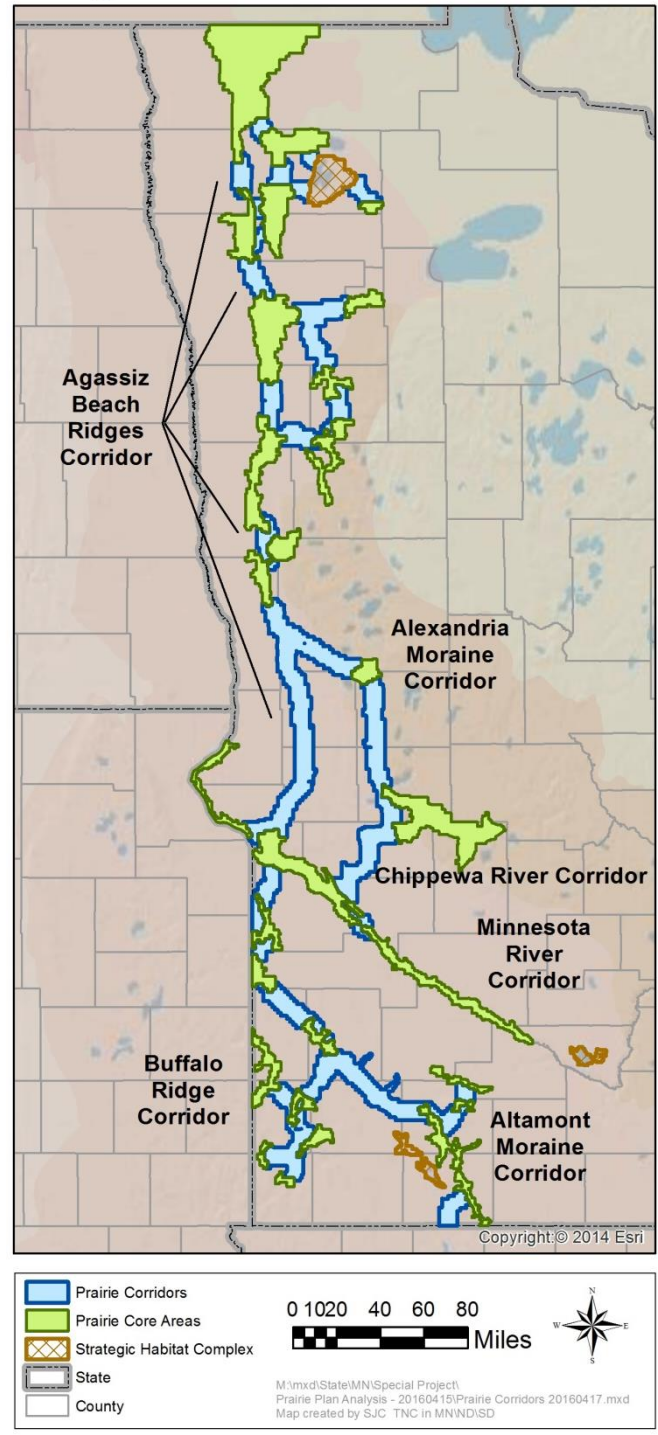 Agassiz
Beach
Ridges
Corridor
Alexandria
Moraine
Corridor
Chippewa River Corridor
Minnesota
River
Corridor
Buffalo
Ridge
Corridor
Altamont
Moraine
Corridor
Copyright:© 2014 Esri
Prairie Corridors
Prairie Core Areas
Strategic Habitat Complex
State
County
0 10 20 40 60 80
Miles
N
W E
S
M:\mxd\State\MN\Special Project\
Prairie Plan Analysis - 20160415\Prairie Corridors 20160417.mxd
Map created by SJC TNC in MN\ND\SD